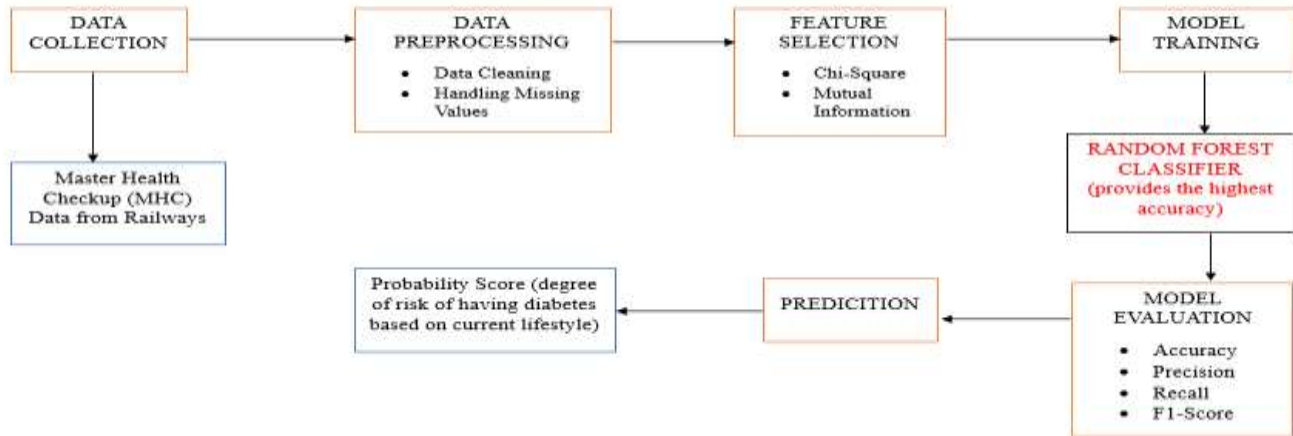 DATA
COLLECTION
DATA
PREPROCESSING
• Data Cleaning
• Handling Missing
Values
FEATURE
SELECTION
• Chi-Square
• Mutual
Information
MODEL
TRAINING
Master Health
Checkup (MHC)
Data from Railways
RANDOM FOREST
CLASSIFIER
(provides the highest
accuracy)
MODEL
EVALUATION
• Accuracy
• Precision
• Recall
• F1-Score
PREDICITION
Probability Score (degree
of risk of having diabetes
based on current lifestyle)